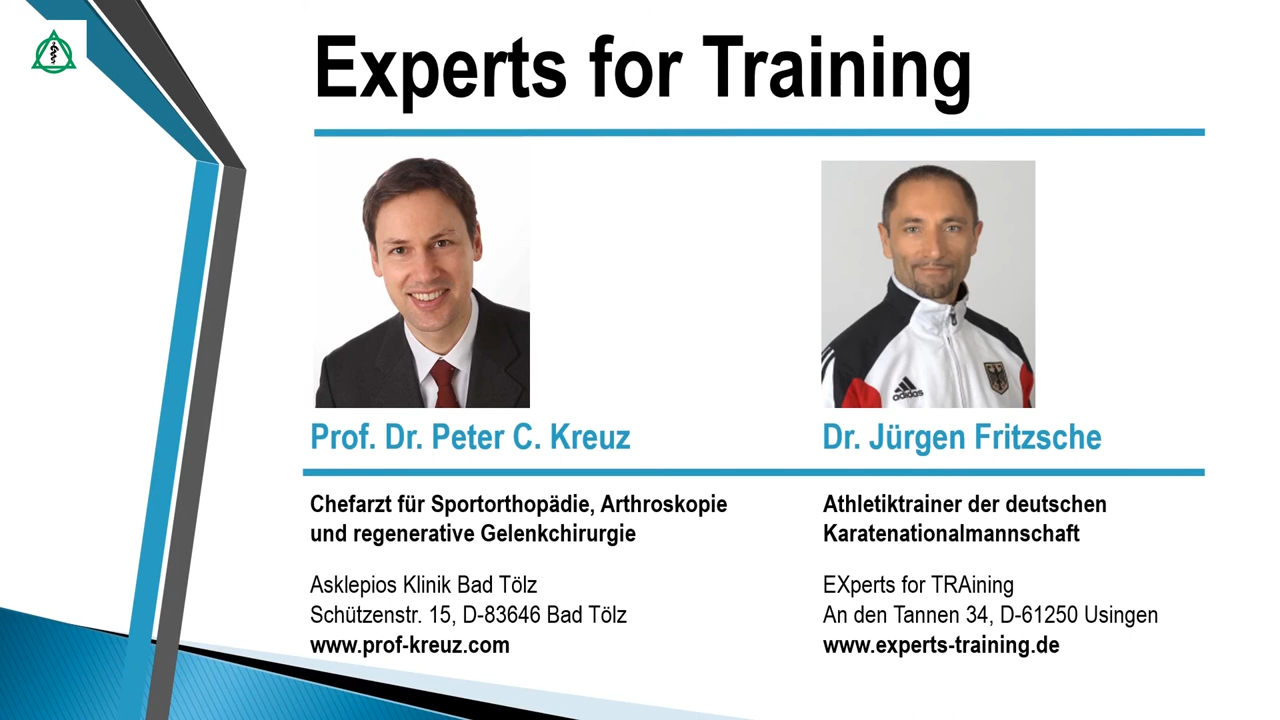 Experts for Training
adidas
Prof. Dr. Peter C. Kreuz
Dr. Jürgen Fritzsche
Chefarzt für Sportorthopädie, Arthroskopie
und regenerative Gelenkchirurgie
Athletiktrainer der deutschen
Karatenationalmannschaft
Asklepios Klinik Bad Tölz
Schützenstr. 15, D-83646 Bad Tölz
www.prof-kreuz.com
EXperts for TRAining
An den Tannen 34, D-61250 Usingen
www.experts-training.de